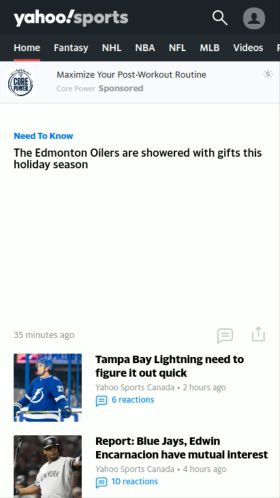 yahoo!sports
Home Fantasy NHL NBA NFL MLB Videos
CORE
POWER
Maximize Your Post-Workout Routine
Core Power Sponsored
Need To Know
The Edmonton Oilers are showered with gifts this
holiday season
35 minutes ago
Tampa Bay Lightning need to
figure it out quick
Yahoo Sports Canada • 2 hours ago
6 reactions
Report: Blue Jays, Edwin
Encarnacion have mutual interest
Yahoo Sports Canada • 4 hours ago
10 reactions